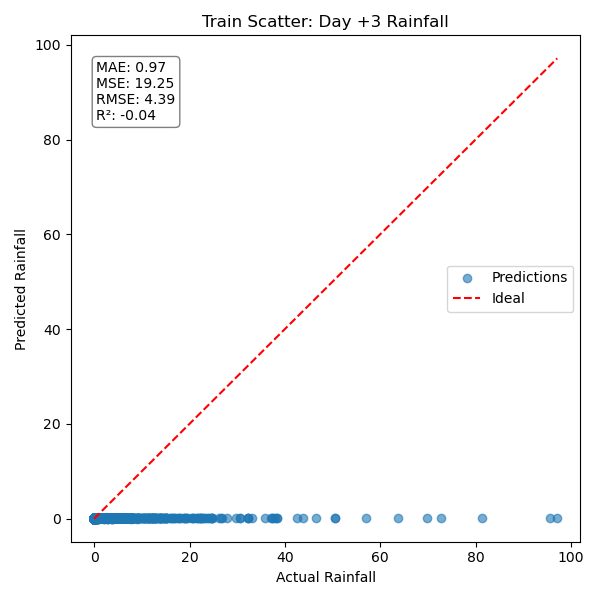 Train Scatter: Day +3 Rainfall
100
80
60
40
20
0
Predicted Rainfall
MAE: 0.97
MSE: 19.25
RMSE: 4.39
R²: -0.04
Predictions
Ideal
0 20 40 60 80 100
Actual Rainfall